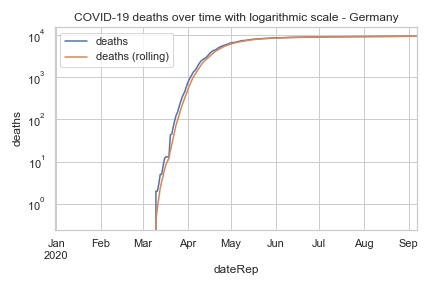 COVID-19 deaths over time with logarithmic scale - Germany
deaths
deaths (rolling)
10⁴
10³
10²
10¹
10⁰
deaths
Jan Feb Mar Apr May Jun Jul Aug Sep
2020
dateRep